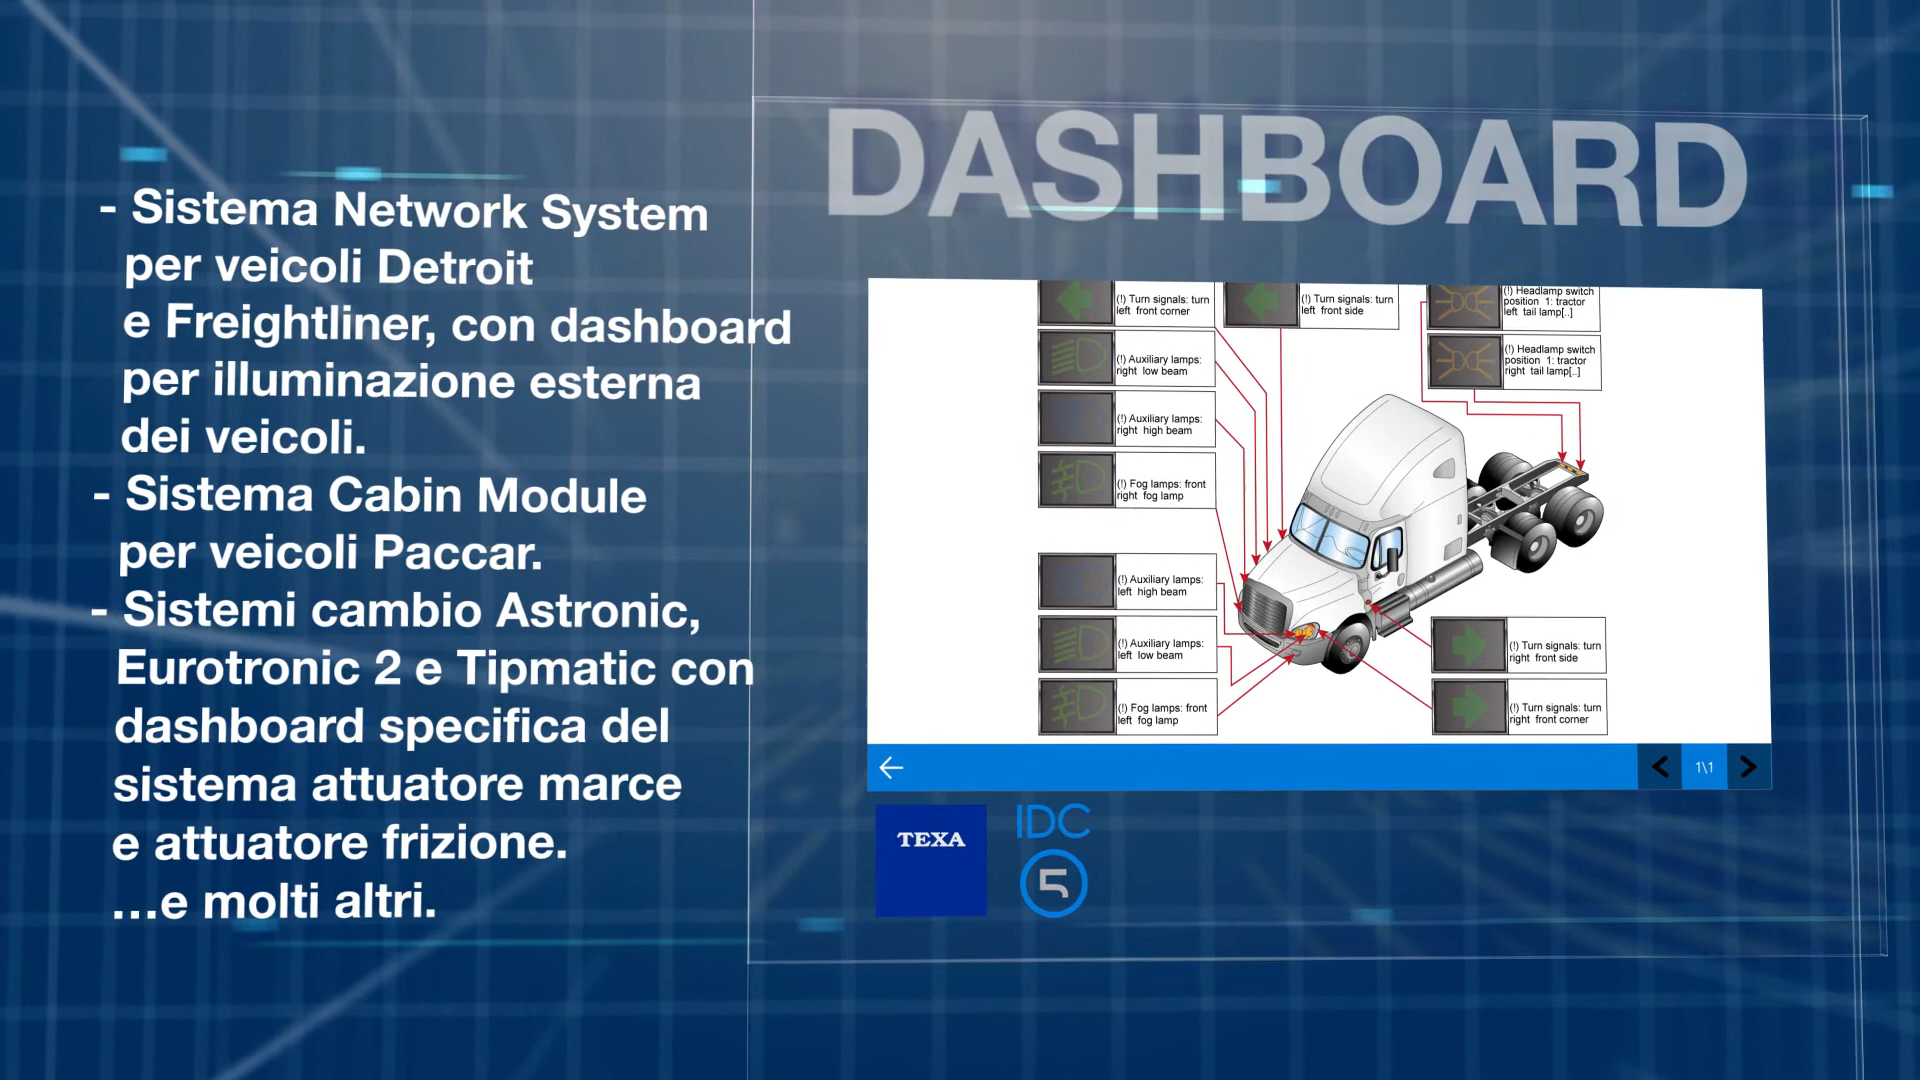 DASHBOARD
- Sistema Network System
per veicoli Detroit
e Freightliner, con dashboard
per illuminazione esterna
dei veicoli.
- Sistema Cabin Module
per veicoli Paccar.
- Sistemi cambio Astronic,
Eurotronic 2 e Tipmatic con
dashboard specifica del
sistema attuatore marce
e attuatore frizione.
...e molti altri.
(!) Turn signals: turn
left front corner
(!) Turn signals: turn
left front side
(!) Headlamp switch
position 1: tractor
left tail lamp[..]
(!) Auxiliary lamps:
right low beam
(!) Headlamp switch
position 1: tractor
right tail lamp[..]
(!) Auxiliary lamps:
right high beam
(!) Fog lamps: front
right fog lamp
(!) Auxiliary lamps:
left high beam
(!) Auxiliary lamps:
left low beam
(!) Turn signals: turn
right front side
(!) Fog lamps: front
left fog lamp
(!) Turn signals: turn
right front corner
1\1
TEXA
IDC
5